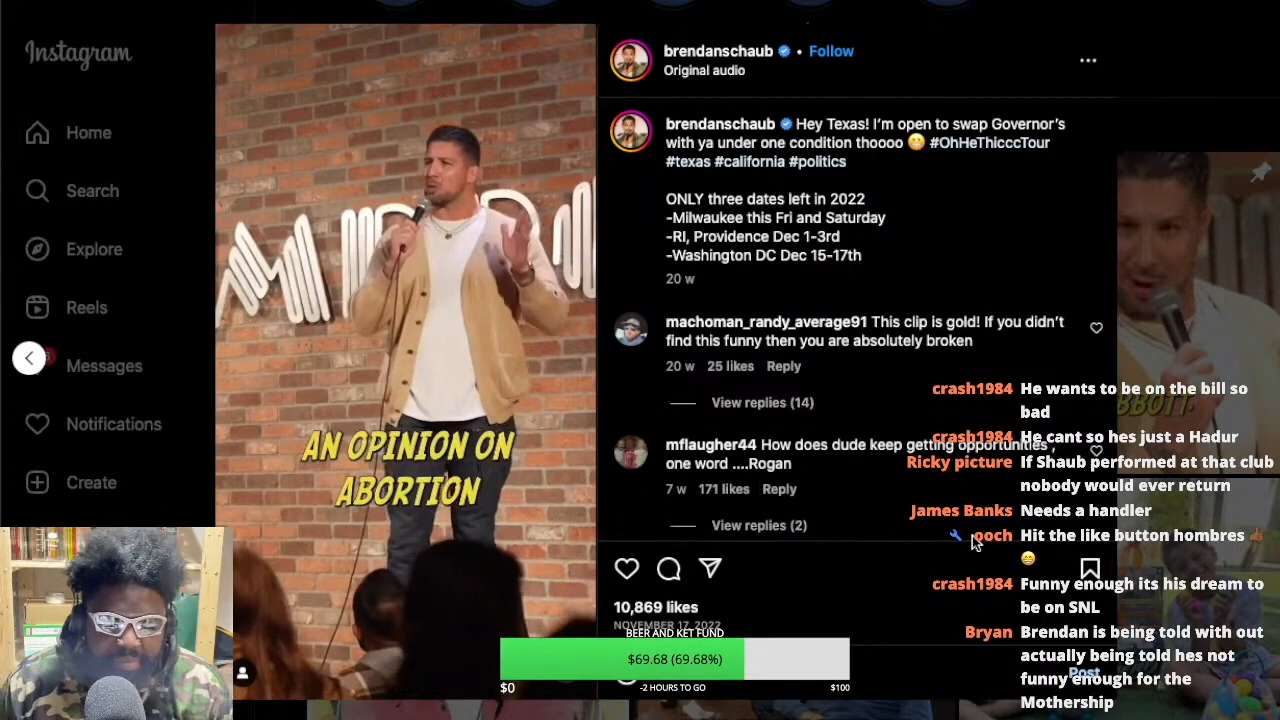 Instagram
Home
Search
Explore
Reels
Messages
Notifications
Create
AN OPINION ON
ABORTION
brendanschaub • Follow
Original audio
brendanschaub Hey Texas! I'm open to swap Governor's
with ya under one condition thoooo 😬 #OhHeThicccTour
#texas #california #politics
ONLY three dates left in 2022
-Milwaukee this Fri and Saturday
-RI, Providence Dec 1-3rd
-Washington DC Dec 15-17th
20 w
machoman_randy_average91 This clip is gold! If you didn't
find this funny then you are absolutely broken
20 w 25 likes Reply
View replies (14)
mflaugher44 How does dude keep getting opportunities ,
one word ....Rogan
7 w 171 likes Reply
View replies (2)
10,869 likes
NOVEMBER 17, 2022
Post
BBOTT.
crash1984 He wants to be on the bill so
bad
crash1984 He cant so hes just a Hadur
Ricky picture If Shaub performed at that club
nobody would ever return
James Banks Needs a handler
ooch Hit the like button hombres 👍🏾
😁
crash1984 Funny enough its his dream to
be on SNL
Bryan Brendan is being told with out
actually being told hes not
funny enough for the
Mothership
BEER AND KET FUND
$69.68 (69.68%)
$0 -2 HOURS TO GO $100